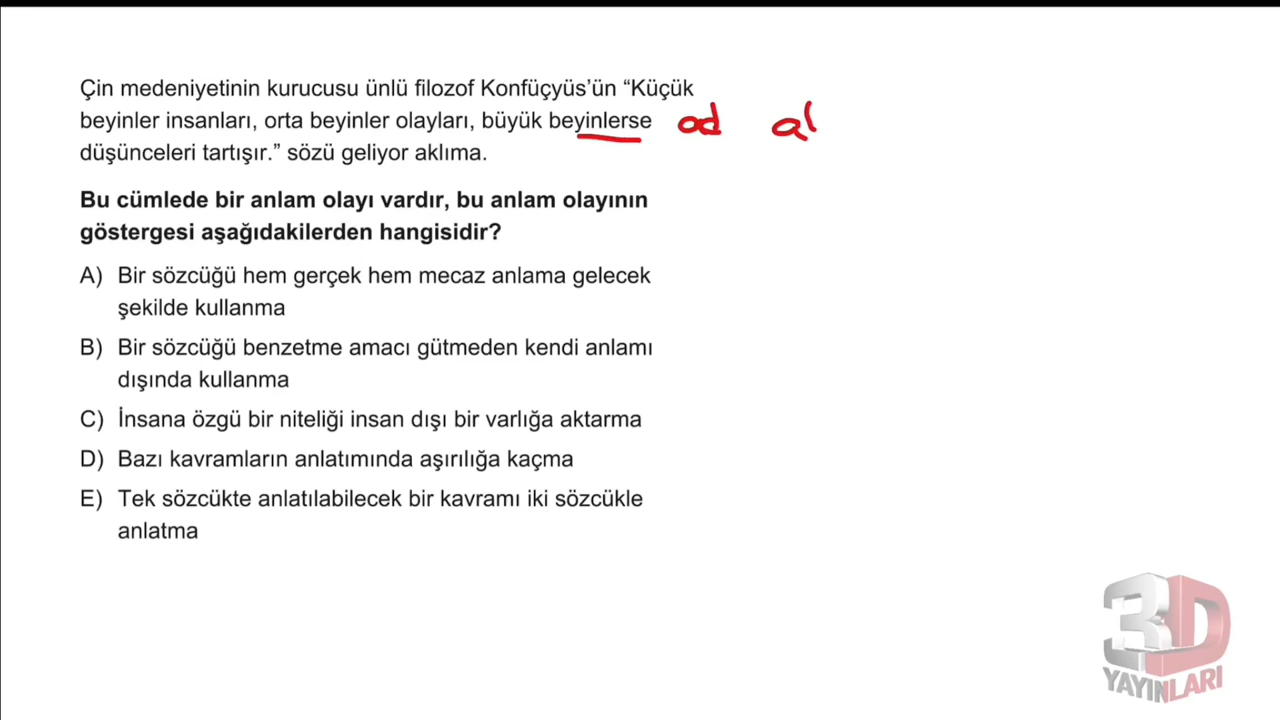 Çin medeniyetinin kurucusu ünlü filozof Konfüçyüs’ün “Küçük
beyinler insanları, orta beyinler olayları, büyük beyinlerse
ad al
düşünceleri tartışır.” sözü geliyor aklıma.
Bu cümlede bir anlam olayı vardır, bu anlam olayının
göstergesi aşağıdakilerden hangisidir?
A) Bir sözcüğü hem gerçek hem mecaz anlama gelecek
şekilde kullanma
B) Bir sözcüğü benzetme amacı gütmeden kendi anlamı
dışında kullanma
C) İnsana özgü bir niteliği insan dışı bir varlığa aktarma
D) Bazı kavramların anlatımında aşırılığa kaçma
E) Tek sözcükte anlatılabilecek bir kavramı iki sözcükle
anlatma
3D
YAYINLARI